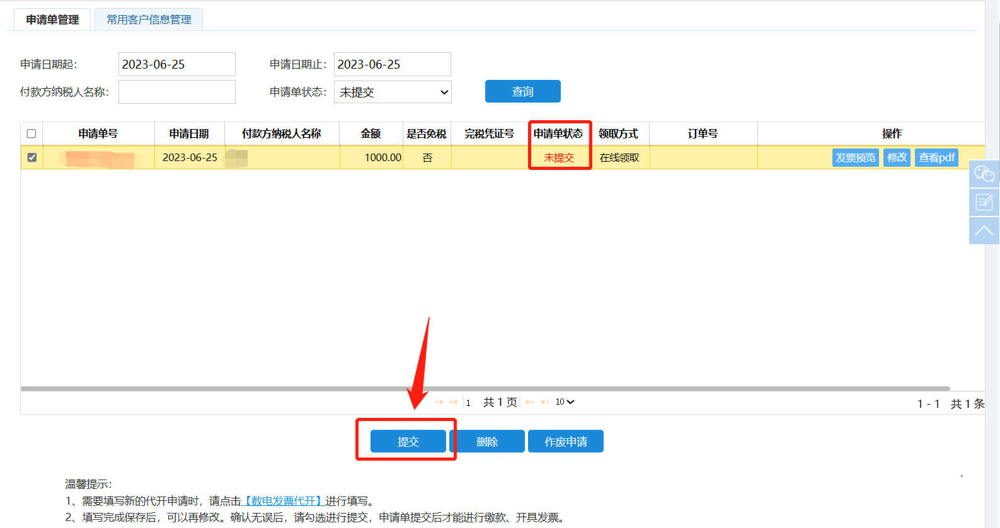 申请单管理 常用客户信息管理
申请日期起： 2023-06-25 申请日期止： 2023-06-25
付款方纳税人名称： 申请单状态： 未提交 查询
申请单号 申请日期 付款方纳税人名称 金额 是否免税 完税凭证号 申请单状态 领取方式 订单号 操作
2023-06-25 1000.00 否 未提交 在线领取 发票预览 修改 查看pdf
1 共 1 页 10 1 - 1 共 1 条
提交 删除 作废申请
温馨提示：
1、需要填写新的代开申请时，请点击【数电发票代开】进行填写。
2、填写完成保存后，可以再修改。确认无误后，请勾选进行提交，申请单提交后才能进行缴款、开具发票。